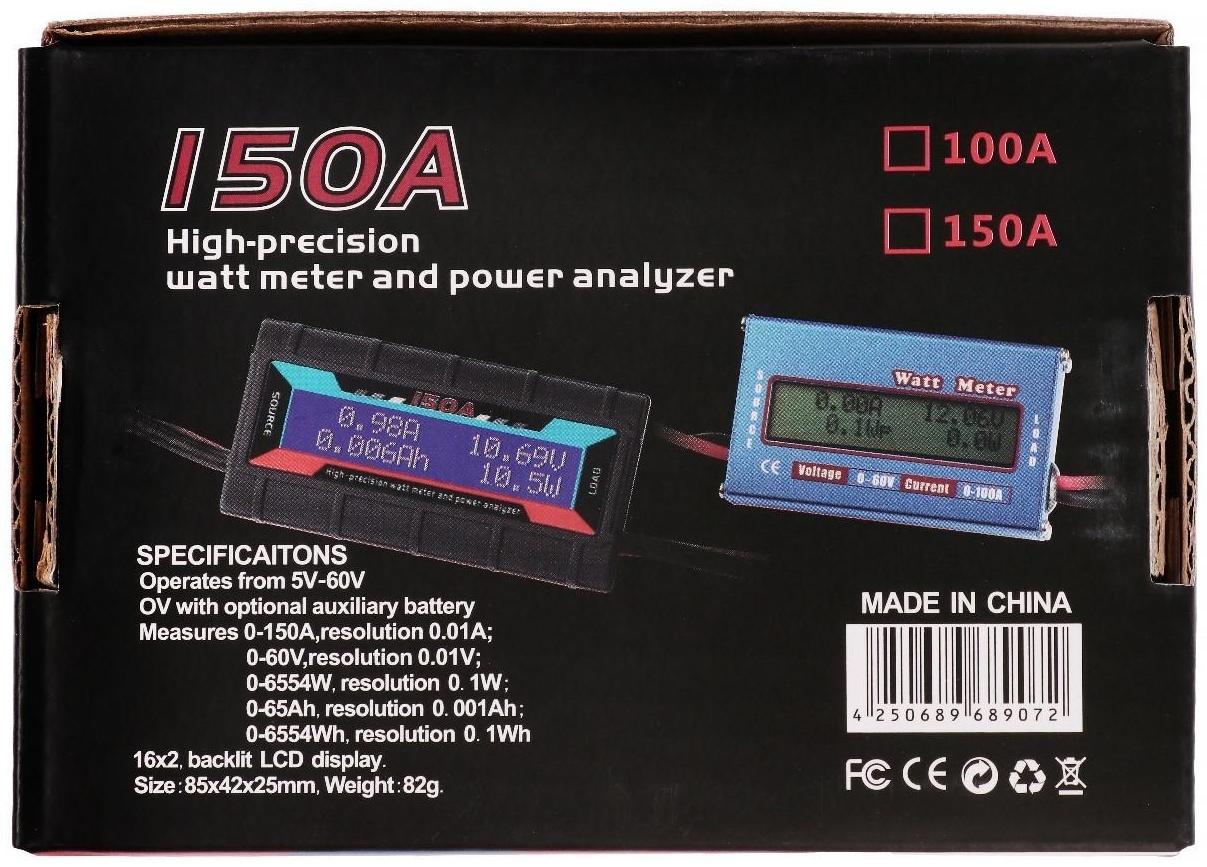 150A
High-precision
watt meter and power analyzer
100A
150A
SOURCE
150A
0.98A 10.69V
0.006Ah 10.5W
High-precision watt meter and power analyzer
LOAD
SOURCE
Watt Meter
0.00A 12.06V
0.1Wp 0.0W
LOAD
CE Voltage 0-60V Current 0-100A
SPECIFICAITONS
Operates from 5V-60V
OV with optional auxiliary battery
Measures 0-150A,resolution 0.01A;
0-60V,resolution 0.01V;
0-6554W, resolution 0.1W;
0-65Ah, resolution 0.001Ah;
0-6554Wh, resolution 0.1Wh
16x2, backlit LCD display.
Size:85x42x25mm, Weight:82g.
MADE IN CHINA
4 250689 689072
FC CE